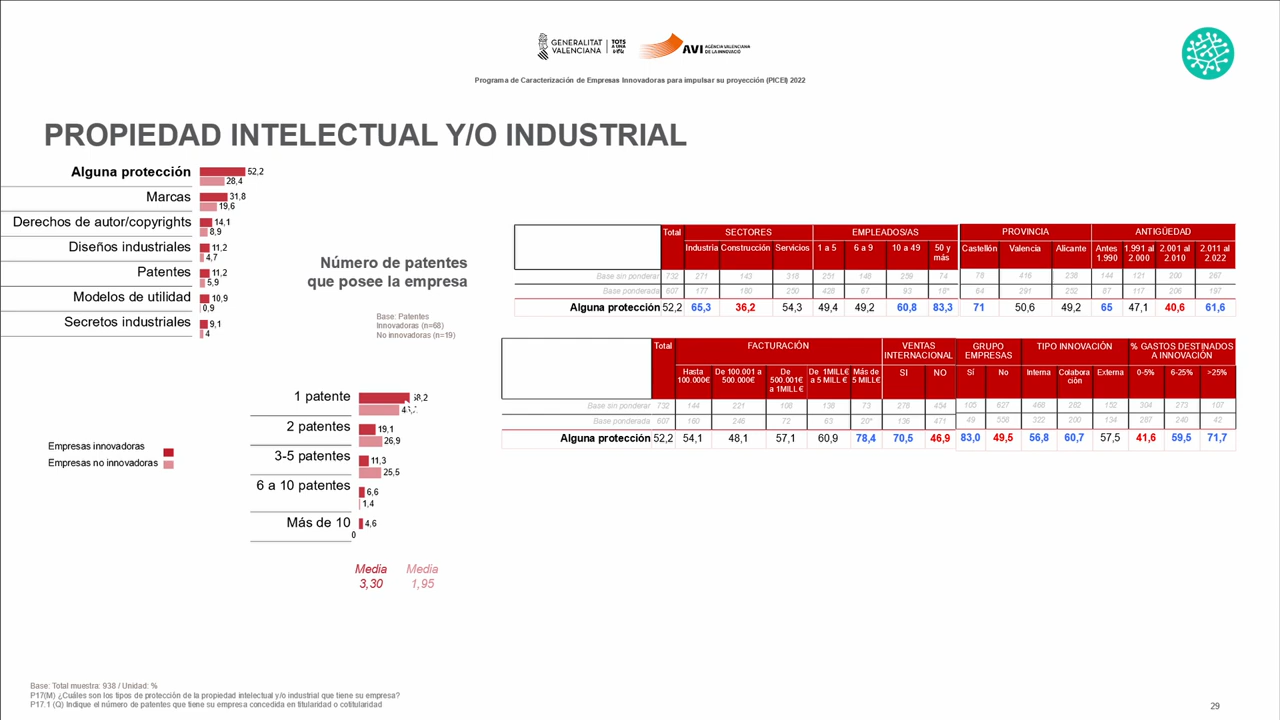 GENERALITAT VALENCIANA
TOTS A UNA veu
AVI AGÈNCIA VALENCIANA DE LA INNOVACIÓ
Programa de Caracterización de Empresas Innovadoras para impulsar su proyección (PICEI) 2022
PROPIEDAD INTELECTUAL Y/O INDUSTRIAL
Alguna protección 52,2 28,4
Marcas 31,8 19,6
Derechos de autor/copyrights 14,1 8,9
Diseños industriales 11,2 4,7
Patentes 11,2 5,9
Modelos de utilidad 10,9 0,9
Secretos industriales 9,1 4
Número de patentes
que posee la empresa
Base: Patentes
Innovadoras (n=68)
No innovadoras (n=19)
1 patente
2 patentes 19,1 26,9
3-5 patentes 11,3 25,5
6 a 10 patentes 6,6 1,4
Más de 10 4,6 0
Media Media
3,30 1,95
Empresas innovadoras
Empresas no innovadoras
Total SECTORES EMPLEADOS/AS PROVINCIA ANTIGÜEDAD
Industria Construcción Servicios 1 a 5 6 a 9 10 a 49 50 y más Castellón Valencia Alicante Antes 1.990 1.991 al 2.000 2.001 al 2.010 2.011 al 2.022
Base sin ponderar 732 271 143 318 251 148 259 74 78 416 238 144 121 200 267
Base ponderada 607 177 180 250 428 67 93 18* 64 291 252 87 117 206 197
Alguna protección 52,2 65,3 36,2 54,3 49,4 49,2 60,8 83,3 71 50,6 49,2 65 47,1 40,6 61,6
Total FACTURACIÓN VENTAS INTERNACIONAL GRUPO EMPRESAS TIPO INNOVACIÓN % GASTOS DESTINADOS A INNOVACIÓN
Hasta 100.000€ De 100.001 a 500.000€ De 500.001€ a 1MILL€ De 1MILL€ a 5 MILL € Más de 5 MILL€ SI NO Sí No Interna Colaboración Externa 0-5% 6-25% >25%
Base sin ponderar 732 144 221 108 138 73 278 454 105 627 468 282 152 304 273 107
Base ponderada 607 160 246 72 63 20* 136 471 49 558 322 200 134 287 240 42
Alguna protección 52,2 54,1 48,1 57,1 60,9 78,4 70,5 46,9 83,0 49,5 56,8 60,7 57,5 41,6 59,5 71,7
Base: Total muestra: 938 / Unidad: %
P17(M) ¿Cuáles son los tipos de protección de la propiedad intelectual y/o industrial que tiene su empresa?
P17.1 (Q) Indique el número de patentes que tiene su empresa concedida en titularidad o cotitularidad
29